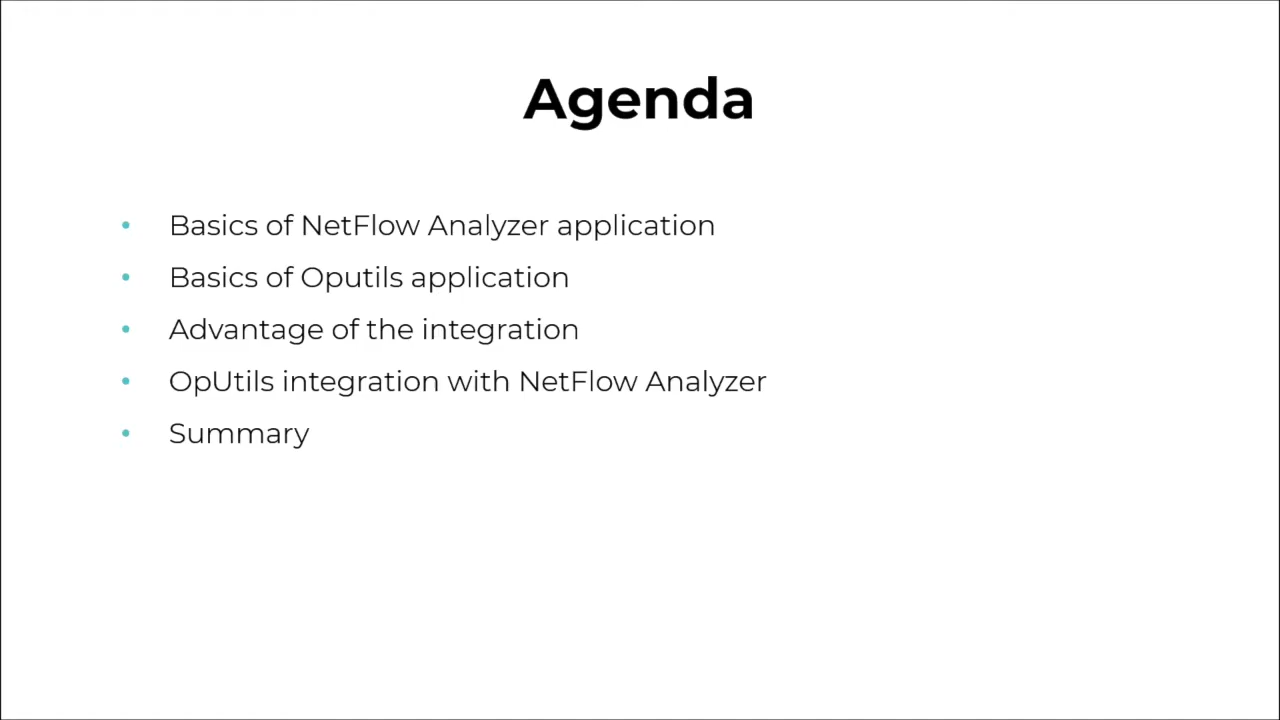 Agenda
• Basics of NetFlow Analyzer application
• Basics of Oputils application
• Advantage of the integration
• OpUtils integration with NetFlow Analyzer
• Summary